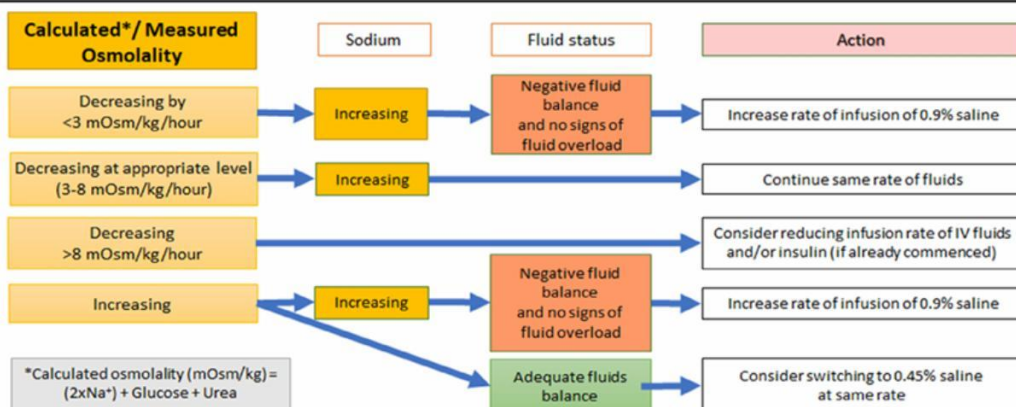 Calculated*/ Measured
Osmolality
Sodium
Fluid status
Action
Decreasing by
<3 mOsm/kg/hour
Increasing
Negative fluid
balance
and no signs of
fluid overload
Increase rate of infusion of 0.9% saline
Decreasing at appropriate level
(3-8 mOsm/kg/hour)
Increasing
Continue same rate of fluids
Decreasing
>8 mOsm/kg/hour
Consider reducing infusion rate of IV fluids
and/or insulin (if already commenced)
Increasing
Increasing
Negative fluid
balance
and no signs of
fluid overload
Increase rate of infusion of 0.9% saline
*Calculated osmolality (mOsm/kg) =
(2xNa⁺) + Glucose + Urea
Adequate fluids
balance
Consider switching to 0.45% saline
at same rate